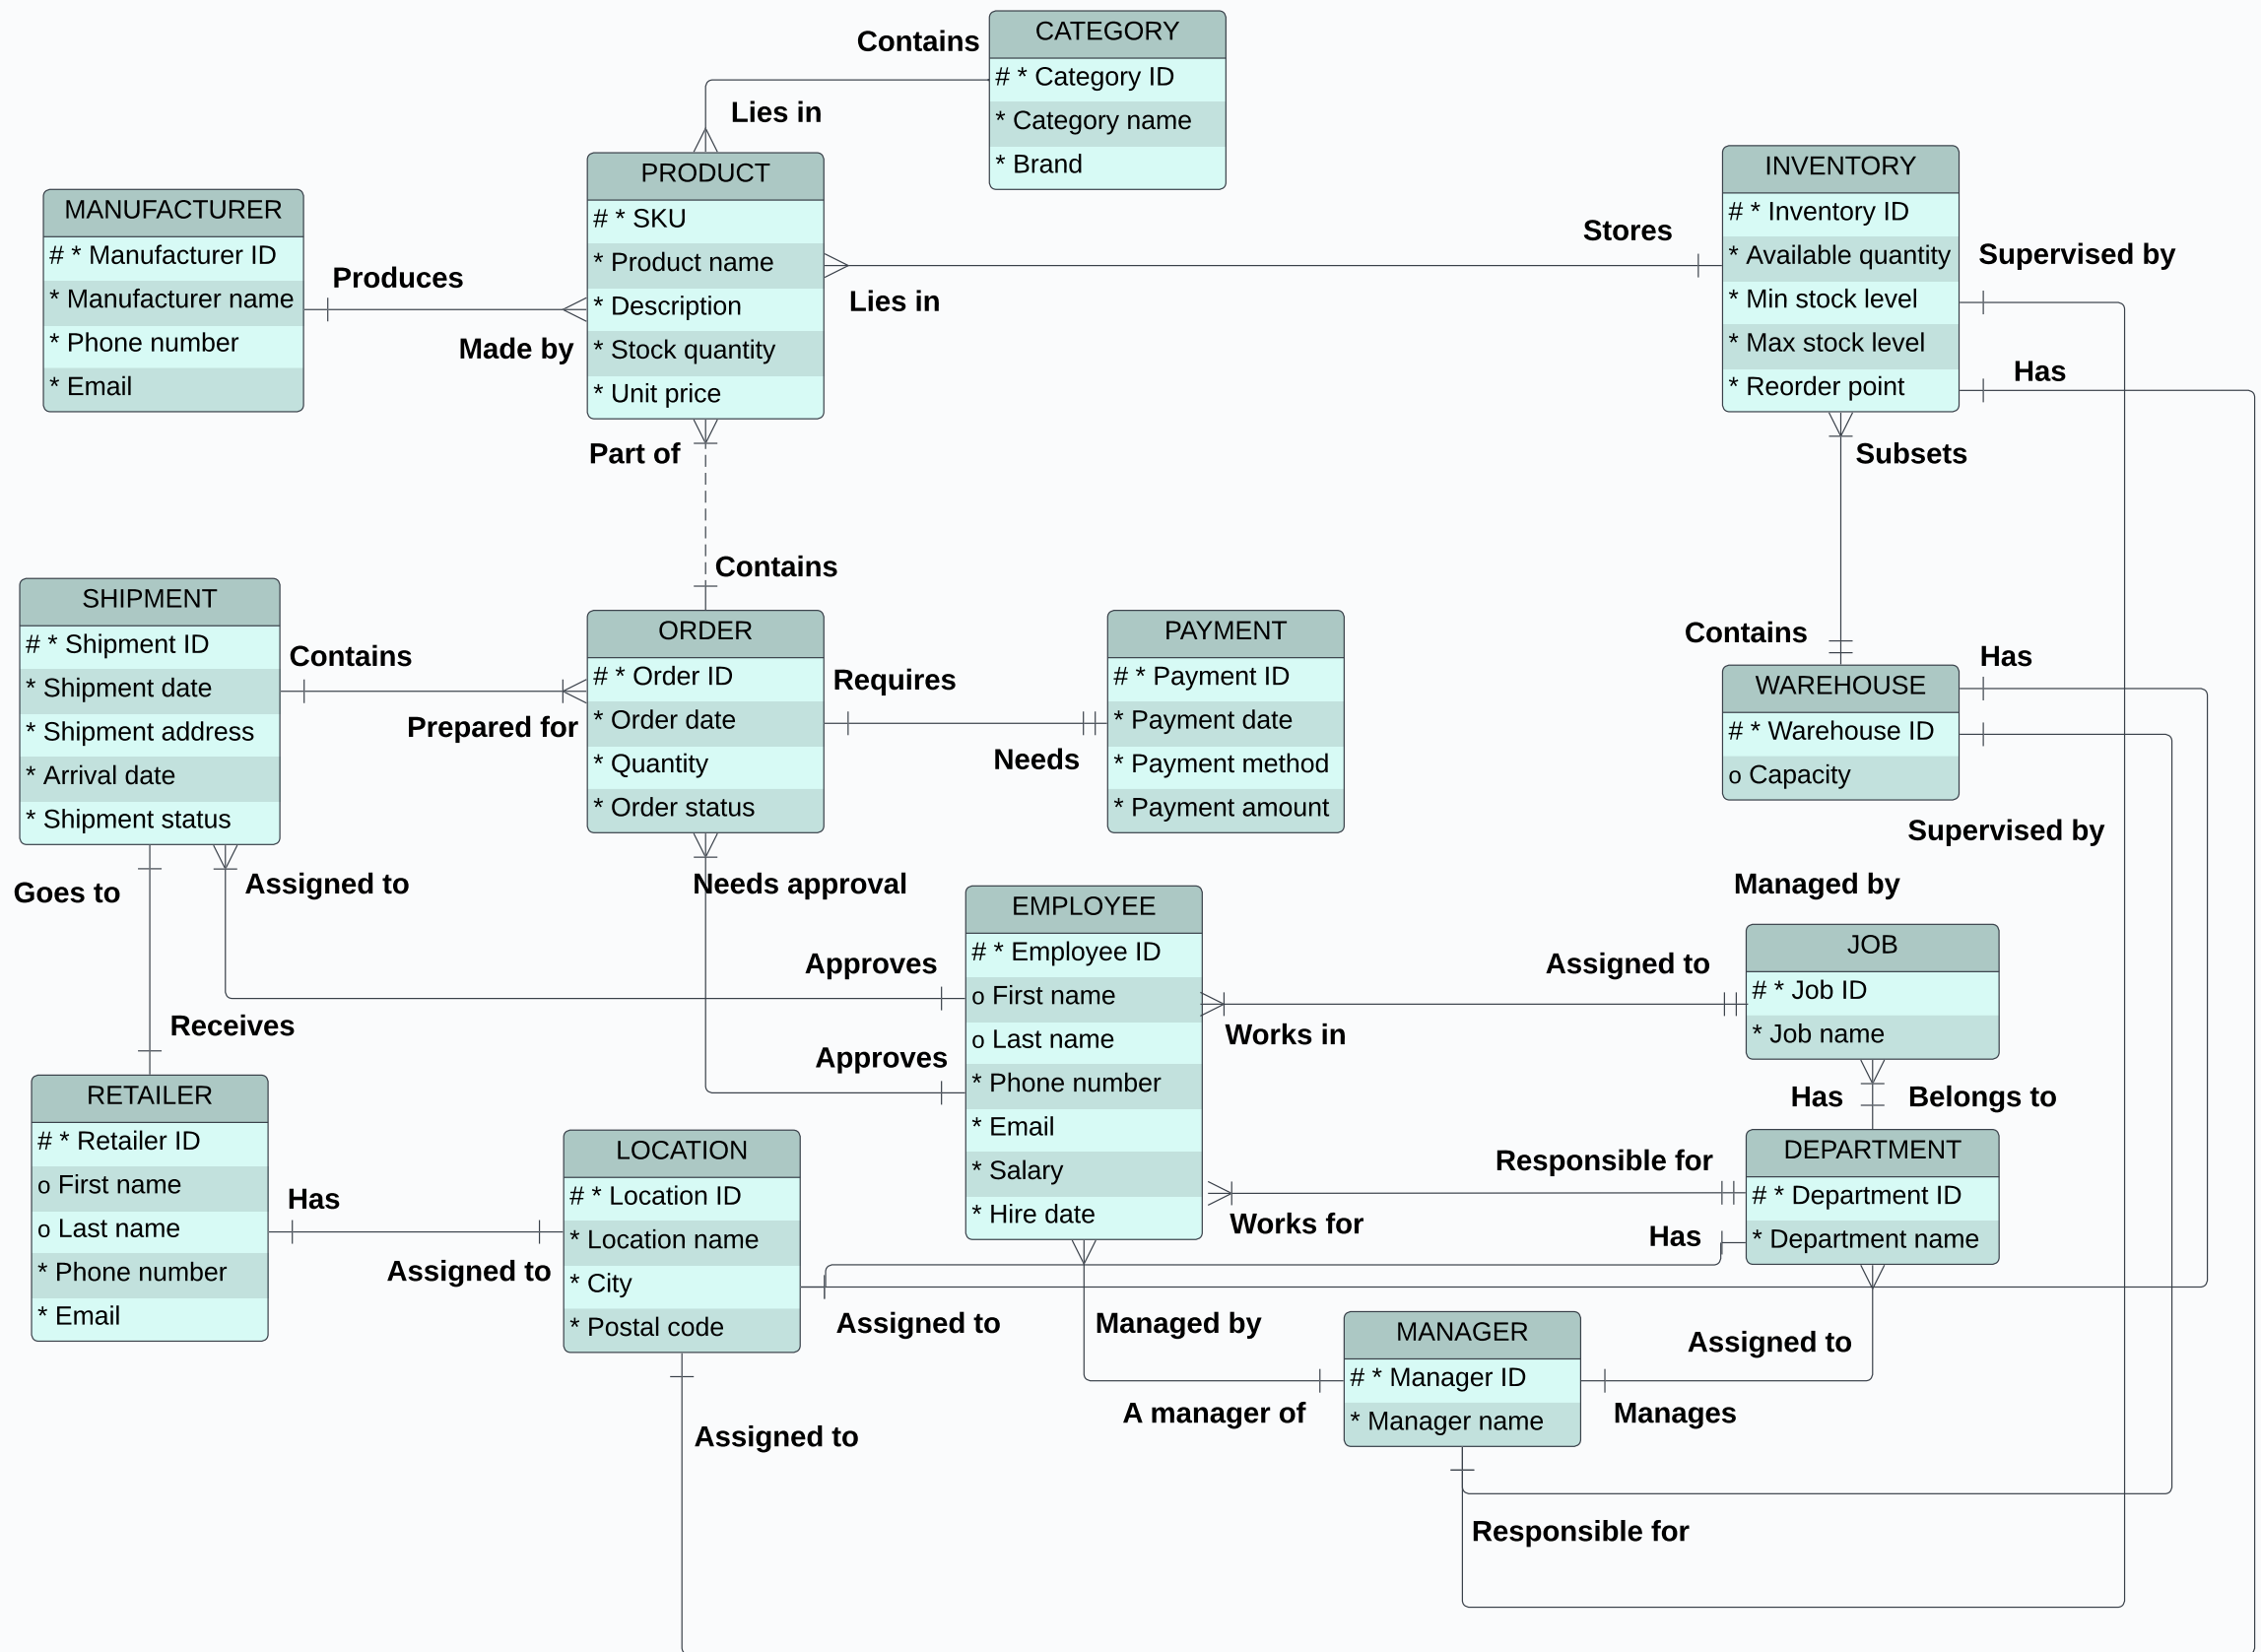 CATEGORY
# * Category ID
* Category name
* Brand
Contains
Lies in
PRODUCT
# * SKU
* Product name
* Description
* Stock quantity
* Unit price
MANUFACTURER
# * Manufacturer ID
* Manufacturer name
* Phone number
* Email
Produces
Made by
INVENTORY
# * Inventory ID
* Available quantity
* Min stock level
* Max stock level
* Reorder point
Stores
Lies in
Supervised by
Has
Subsets
Part of
Contains
SHIPMENT
# * Shipment ID
* Shipment date
* Shipment address
* Arrival date
* Shipment status
Contains
Prepared for
ORDER
# * Order ID
* Order date
* Quantity
* Order status
Requires
Needs
PAYMENT
# * Payment ID
* Payment date
* Payment method
* Payment amount
Contains
WAREHOUSE
# * Warehouse ID
o Capacity
Has
Supervised by
Managed by
Goes to
Assigned to
Needs approval
Receives
Approves
Approves
EMPLOYEE
# * Employee ID
o First name
o Last name
* Phone number
* Email
* Salary
* Hire date
Assigned to
Works in
JOB
# * Job ID
* Job name
Has
Belongs to
RETAILER
# * Retailer ID
o First name
o Last name
* Phone number
* Email
Has
Assigned to
LOCATION
# * Location ID
* Location name
* City
* Postal code
Responsible for
Works for
Has
DEPARTMENT
# * Department ID
* Department name
Assigned to
Managed by
A manager of
MANAGER
# * Manager ID
* Manager name
Assigned to
Manages
Assigned to
Responsible for